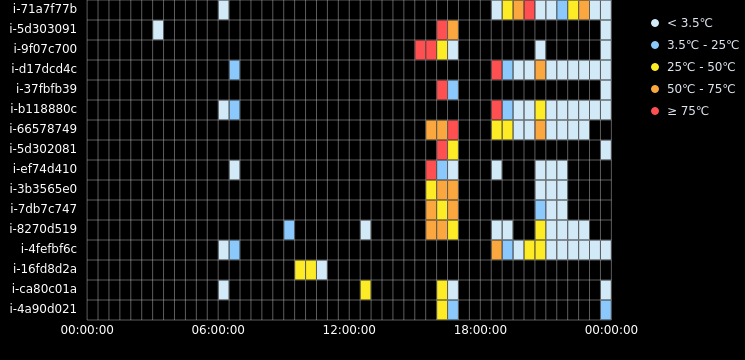 i-71a7f77b
i-5d303091
< 3.5℃
i-9f07c700
3.5℃ - 25℃
i-d17dcd4c
25℃ - 50℃
i-37fbfb39
50℃ - 75℃
i-b118880c
≥ 75℃
i-66578749
i-5d302081
i-ef74d410
i-3b3565e0
i-7db7c747
i-8270d519
i-4fefbf6c
i-16fd8d2a
i-ca80c01a
i-4a90d021
00:00:00 06:00:00 12:00:00 18:00:00 00:00:00